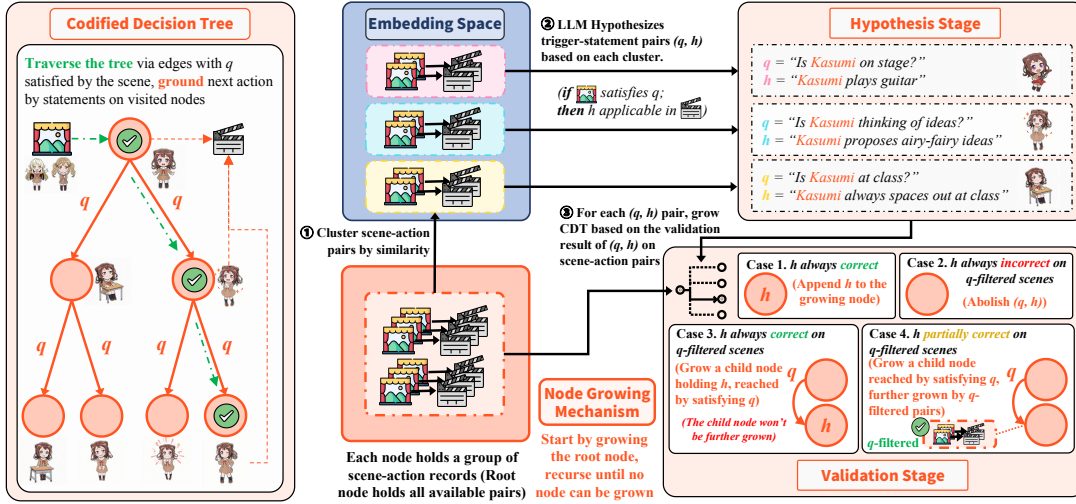 Codified Decision Tree
Traverse the tree via edges with q
satisfied by the scene, ground next action
by statements on visited nodes
q
q
q
q
q
q
Embedding Space
① Cluster scene-action
pairs by similarity
Each node holds a group of
scene-action records (Root
node holds all available pairs)
② LLM Hypothesizes
trigger-statement pairs (q, h)
based on each cluster.
(if satisfies q;
then h applicable in )
Hypothesis Stage
q = “Is Kasumi on stage?”
h = “Kasumi plays guitar”
q = “Is Kasumi thinking of ideas?”
h = “Kasumi proposes airy-fairy ideas”
q = “Is Kasumi at class?”
h = “Kasumi always spaces out at class”
③ For each (q, h) pair, grow
CDT based on the validation
result of (q, h) on
scene-action pairs
Node Growing
Mechanism
Start by growing
the root node,
recurse until no
node can be grown
Case 1. h always correct
h
(Append h to the
growing node)
Case 2. h always incorrect on
q-filtered scenes
(Abolish (q, h))
Case 3. h always correct on
q-filtered scenes
(Grow a child node
holding h, reached
by satisfying q)
q
h
(The child node won’t
be further grown)
Case 4. h partially correct on
q-filtered scenes
(Grow a child node
reached by satisfying q,
further grown by q-
filtered pairs)
q
q-filtered
Validation Stage